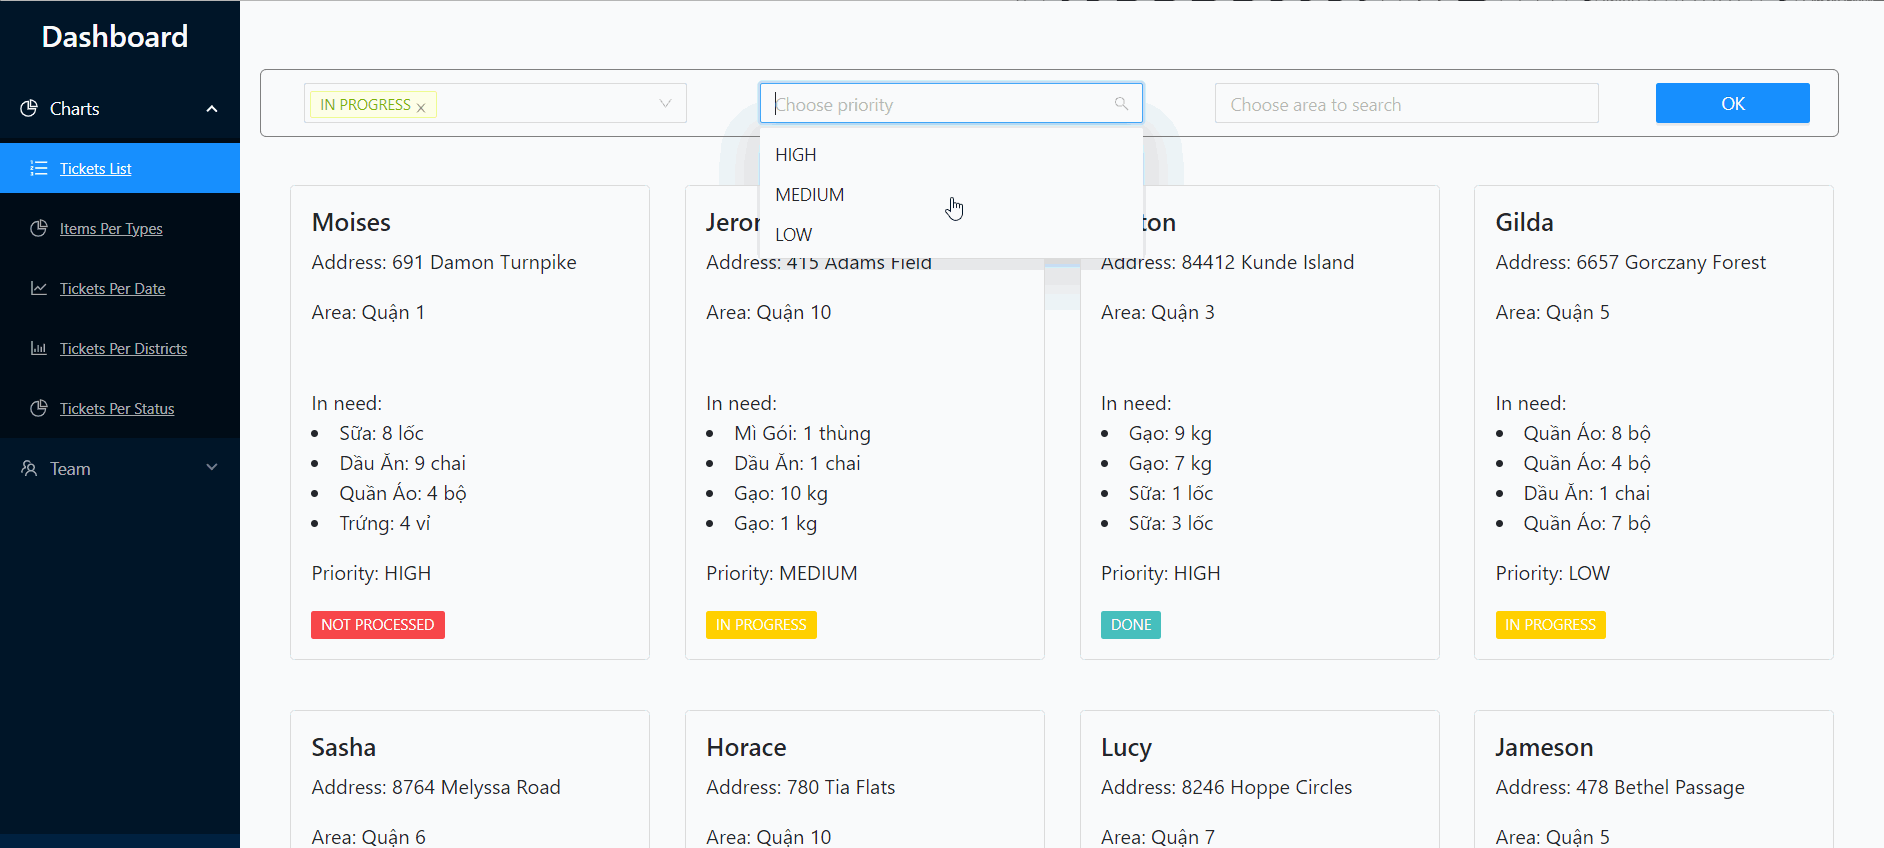 Dashboard
Charts
Tickets List
Items Per Types
Tickets Per Date
Tickets Per Districts
Tickets Per Status
Team
IN PROGRESS x
Choose priority
Choose area to search
OK
HIGH
MEDIUM
LOW
Moises
Address: 691 Damon Turnpike
Area: Quận 1
In need:
Sữa: 8 lốc
Dầu Ăn: 9 chai
Quần Áo: 4 bộ
Trứng: 4 vỉ
Priority: HIGH
NOT PROCESSED
Address: 415 Adams Field
Area: Quận 10
In need:
Mì Gói: 1 thùng
Dầu Ăn: 1 chai
Gạo: 10 kg
Gạo: 1 kg
Priority: MEDIUM
IN PROGRESS
Address: 84412 Kunde Island
Area: Quận 3
In need:
Gạo: 9 kg
Gạo: 7 kg
Sữa: 1 lốc
Sữa: 3 lốc
Priority: HIGH
DONE
Gilda
Address: 6657 Gorczany Forest
Area: Quận 5
In need:
Quần Áo: 8 bộ
Quần Áo: 4 bộ
Dầu Ăn: 1 chai
Quần Áo: 7 bộ
Priority: LOW
IN PROGRESS
Sasha
Address: 8764 Melyssa Road
Area: Quận 6
Horace
Address: 780 Tia Flats
Area: Quận 10
Lucy
Address: 8246 Hoppe Circles
Area: Quận 7
Jameson
Address: 478 Bethel Passage
Area: Quận 5